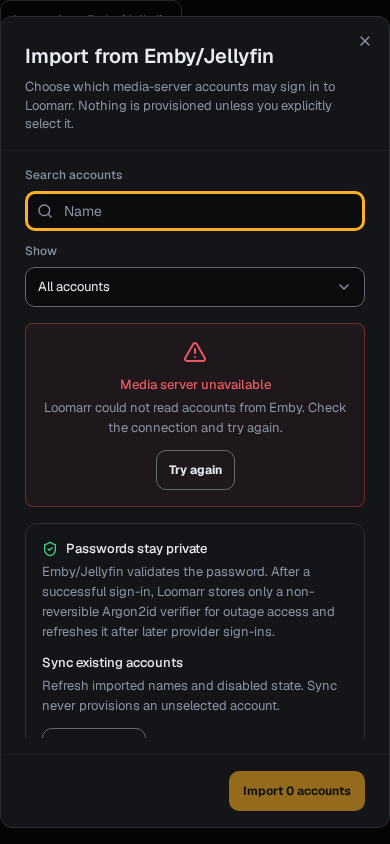 Import from Emby/Jellyfin
Choose which media-server accounts may sign in to
Loomarr. Nothing is provisioned unless you explicitly
select it.
Search accounts
Name
Show
All accounts
Media server unavailable
Loomarr could not read accounts from Emby. Check
the connection and try again.
Try again
Passwords stay private
Emby/Jellyfin validates the password. After a
successful sign-in, Loomarr stores only a non-
reversible Argon2id verifier for outage access and
refreshes it after later provider sign-ins.
Sync existing accounts
Refresh imported names and disabled state. Sync
never provisions an unselected account.
Import 0 accounts